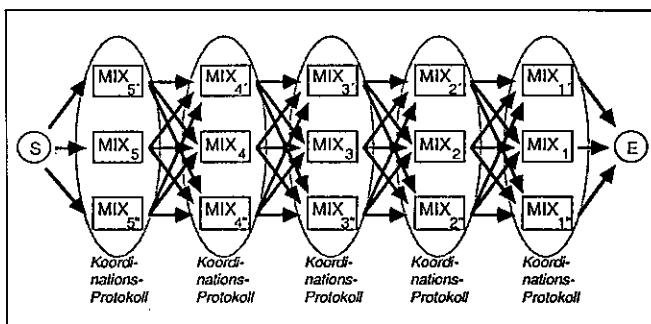 MIX5' MIX4' MIX3' MIX2' MIX1'
S MIX5 MIX4 MIX3 MIX2 MIX1 E
MIX5" MIX4" MIX3" MIX2" MIX1"
Koordi- Koordi- Koordi- Koordi- Koordi-
nations- nations- nations- nations- nations-
Protokoll Protokoll Protokoll Protokoll Protokoll